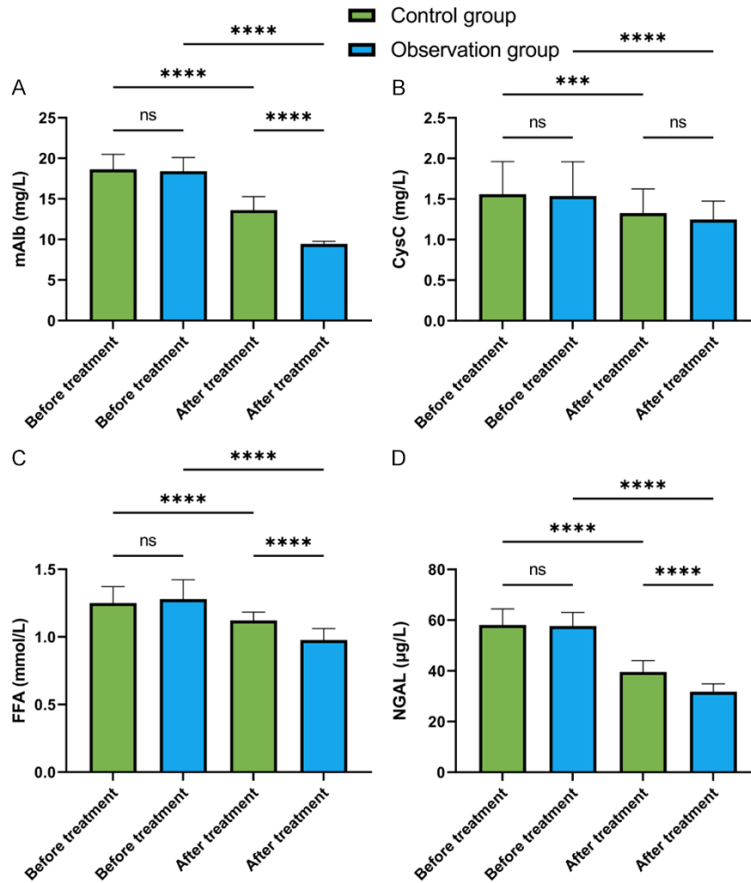 Control group
Observation group
A
****
****
ns
****
mAlb (mg/L)
25
20
15
10
5
0
Before treatment
Before treatment
After treatment
After treatment
B
****
***
ns
ns
CysC (mg/L)
2.5
2.0
1.5
1.0
0.5
0.0
Before treatment
Before treatment
After treatment
After treatment
C
****
****
ns
****
FFA (mmol/L)
1.5
1.0
0.5
0.0
Before treatment
Before treatment
After treatment
After treatment
D
****
****
ns
****
NGAL (μg/L)
80
60
40
20
0
Before treatment
Before treatment
After treatment
After treatment